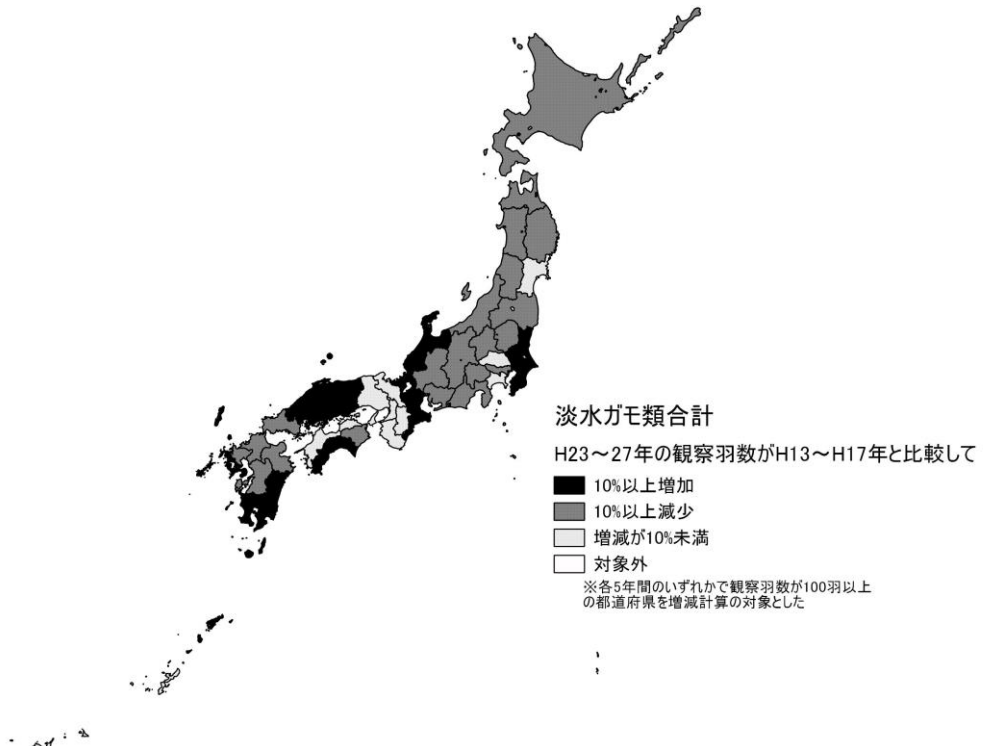 淡水ガモ類合計
H23～27年の観察羽数がH13～H17年と比較して
10%以上増加
10%以上減少
増減が10%未満
対象外
※各5年間のいずれかで観察羽数が100羽以上
の都道府県を増減計算の対象とした